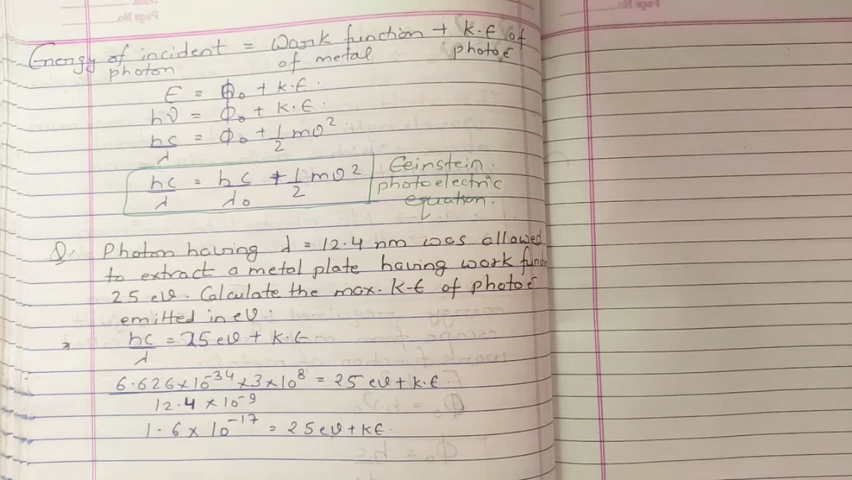 Energy of incident = Work function + K.E of
photon of metal photoē
E = ϕ₀ + K.E.
hν = ϕ₀ + K.E.
hc/λ = ϕ₀ + 1/2 mv²
hc/λ = hc/λ₀ + 1/2 mv² Eeinstein
photoelectric
equation.
Q. Photon having λ = 12.4 nm was allowed
to extract a metal plate having work func
25 ev. Calculate the max. K-E of photoē
emitted in eV.
hc/λ = 25 ev + K.E
6.626×10⁻³⁴ × 3×10⁸ / 12.4 × 10⁻⁹ = 25 ev + K.E.
1.6 × 10⁻¹⁷ = 25 ev + KE.